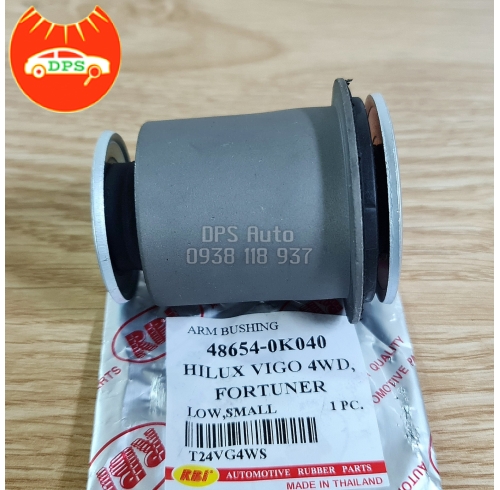 DPS
DPS Auto
0938 118 937
ARM BUSHING
48654-0K040
HILUX VIGO 4WD,
FORTUNER
LOW,SMALL 1 PC.
T24VG4WS
RBI AUTOMOTIVE RUBBER PARTS
MADE IN THAILAND